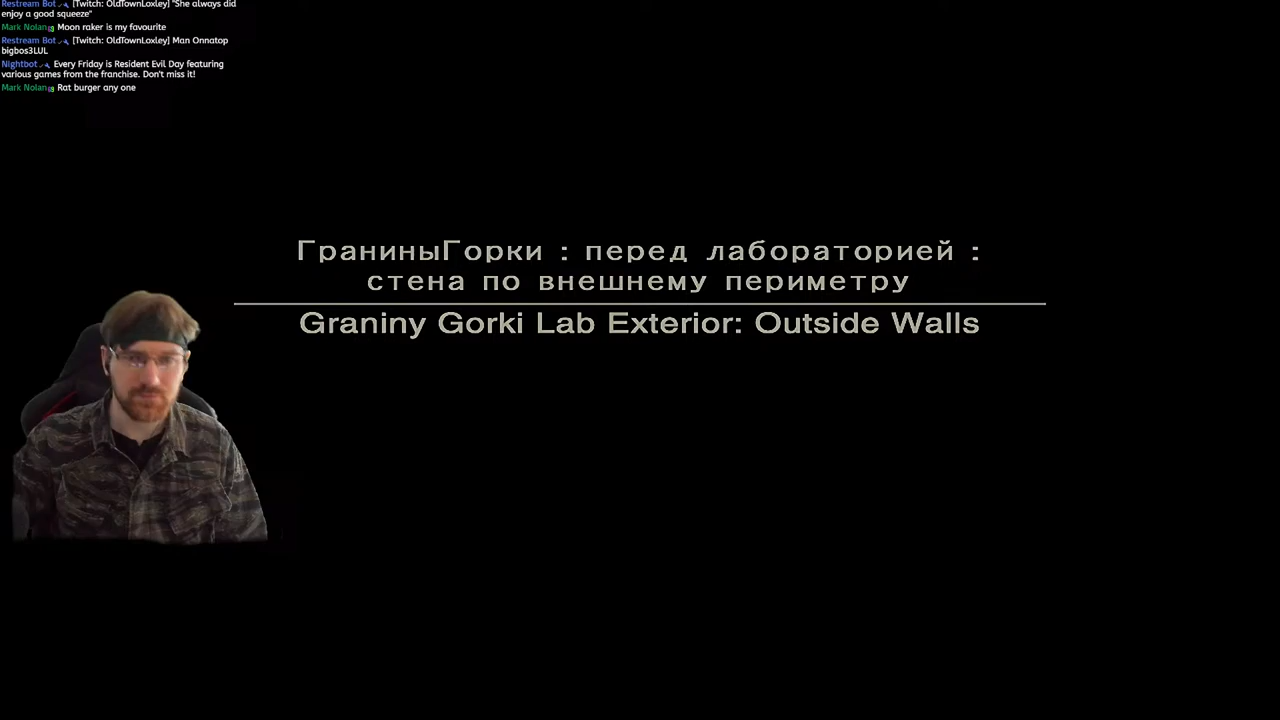 Restream Bot [Twitch: OldTownLoxley] "She always did
enjoy a good squeeze"
Mark Nolan Moon raker is my favourite
Restream Bot [Twitch: OldTownLoxley] Man Onnatop
bigbos3LUL
Nightbot Every Friday is Resident Evil Day featuring
various games from the franchise. Don't miss it!
Mark Nolan Rat burger any one
ГраниныГорки : перед лабораторией :
стена по внешнему периметру
Graniny Gorki Lab Exterior: Outside Walls